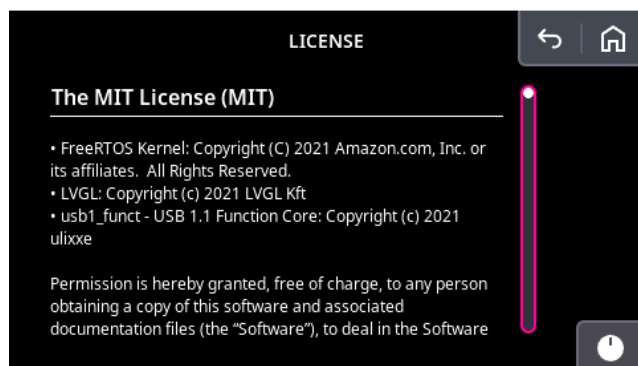 LICENSE
The MIT License (MIT)
• FreeRTOS Kernel: Copyright (C) 2021 Amazon.com, Inc. or
its affiliates.  All Rights Reserved.
• LVGL: Copyright (c) 2021 LVGL Kft
• usb1_funct - USB 1.1 Function Core: Copyright (c) 2021
ulixxe
Permission is hereby granted, free of charge, to any person
obtaining a copy of this software and associated
documentation files (the “Software”), to deal in the Software